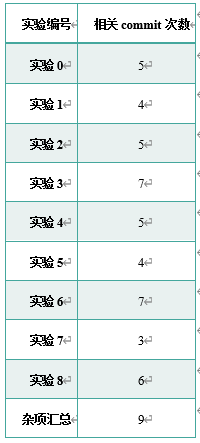 实验编号 相关 commit 次数
实验 0 5
实验 1 4
实验 2 5
实验 3 7
实验 4 5
实验 5 4
实验 6 7
实验 7 3
实验 8 6
杂项汇总 9